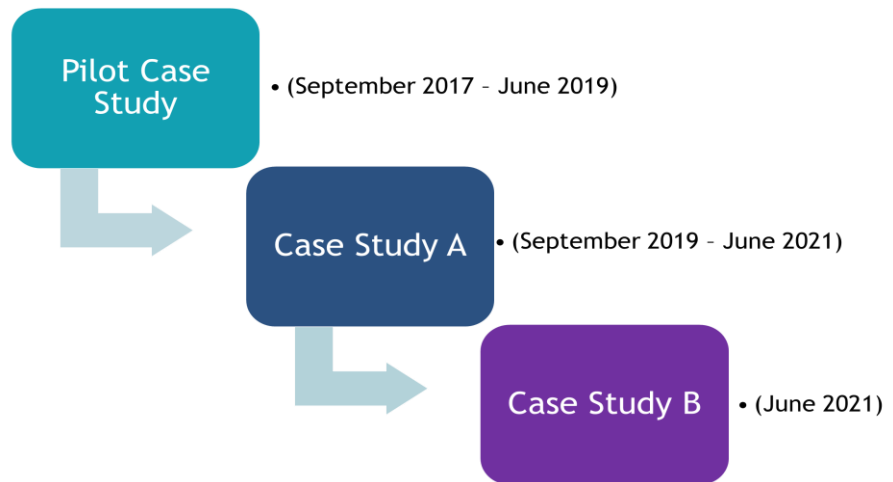 Pilot Case
Study
• (September 2017 – June 2019)
Case Study A
• (September 2019 – June 2021)
Case Study B
• (June 2021)